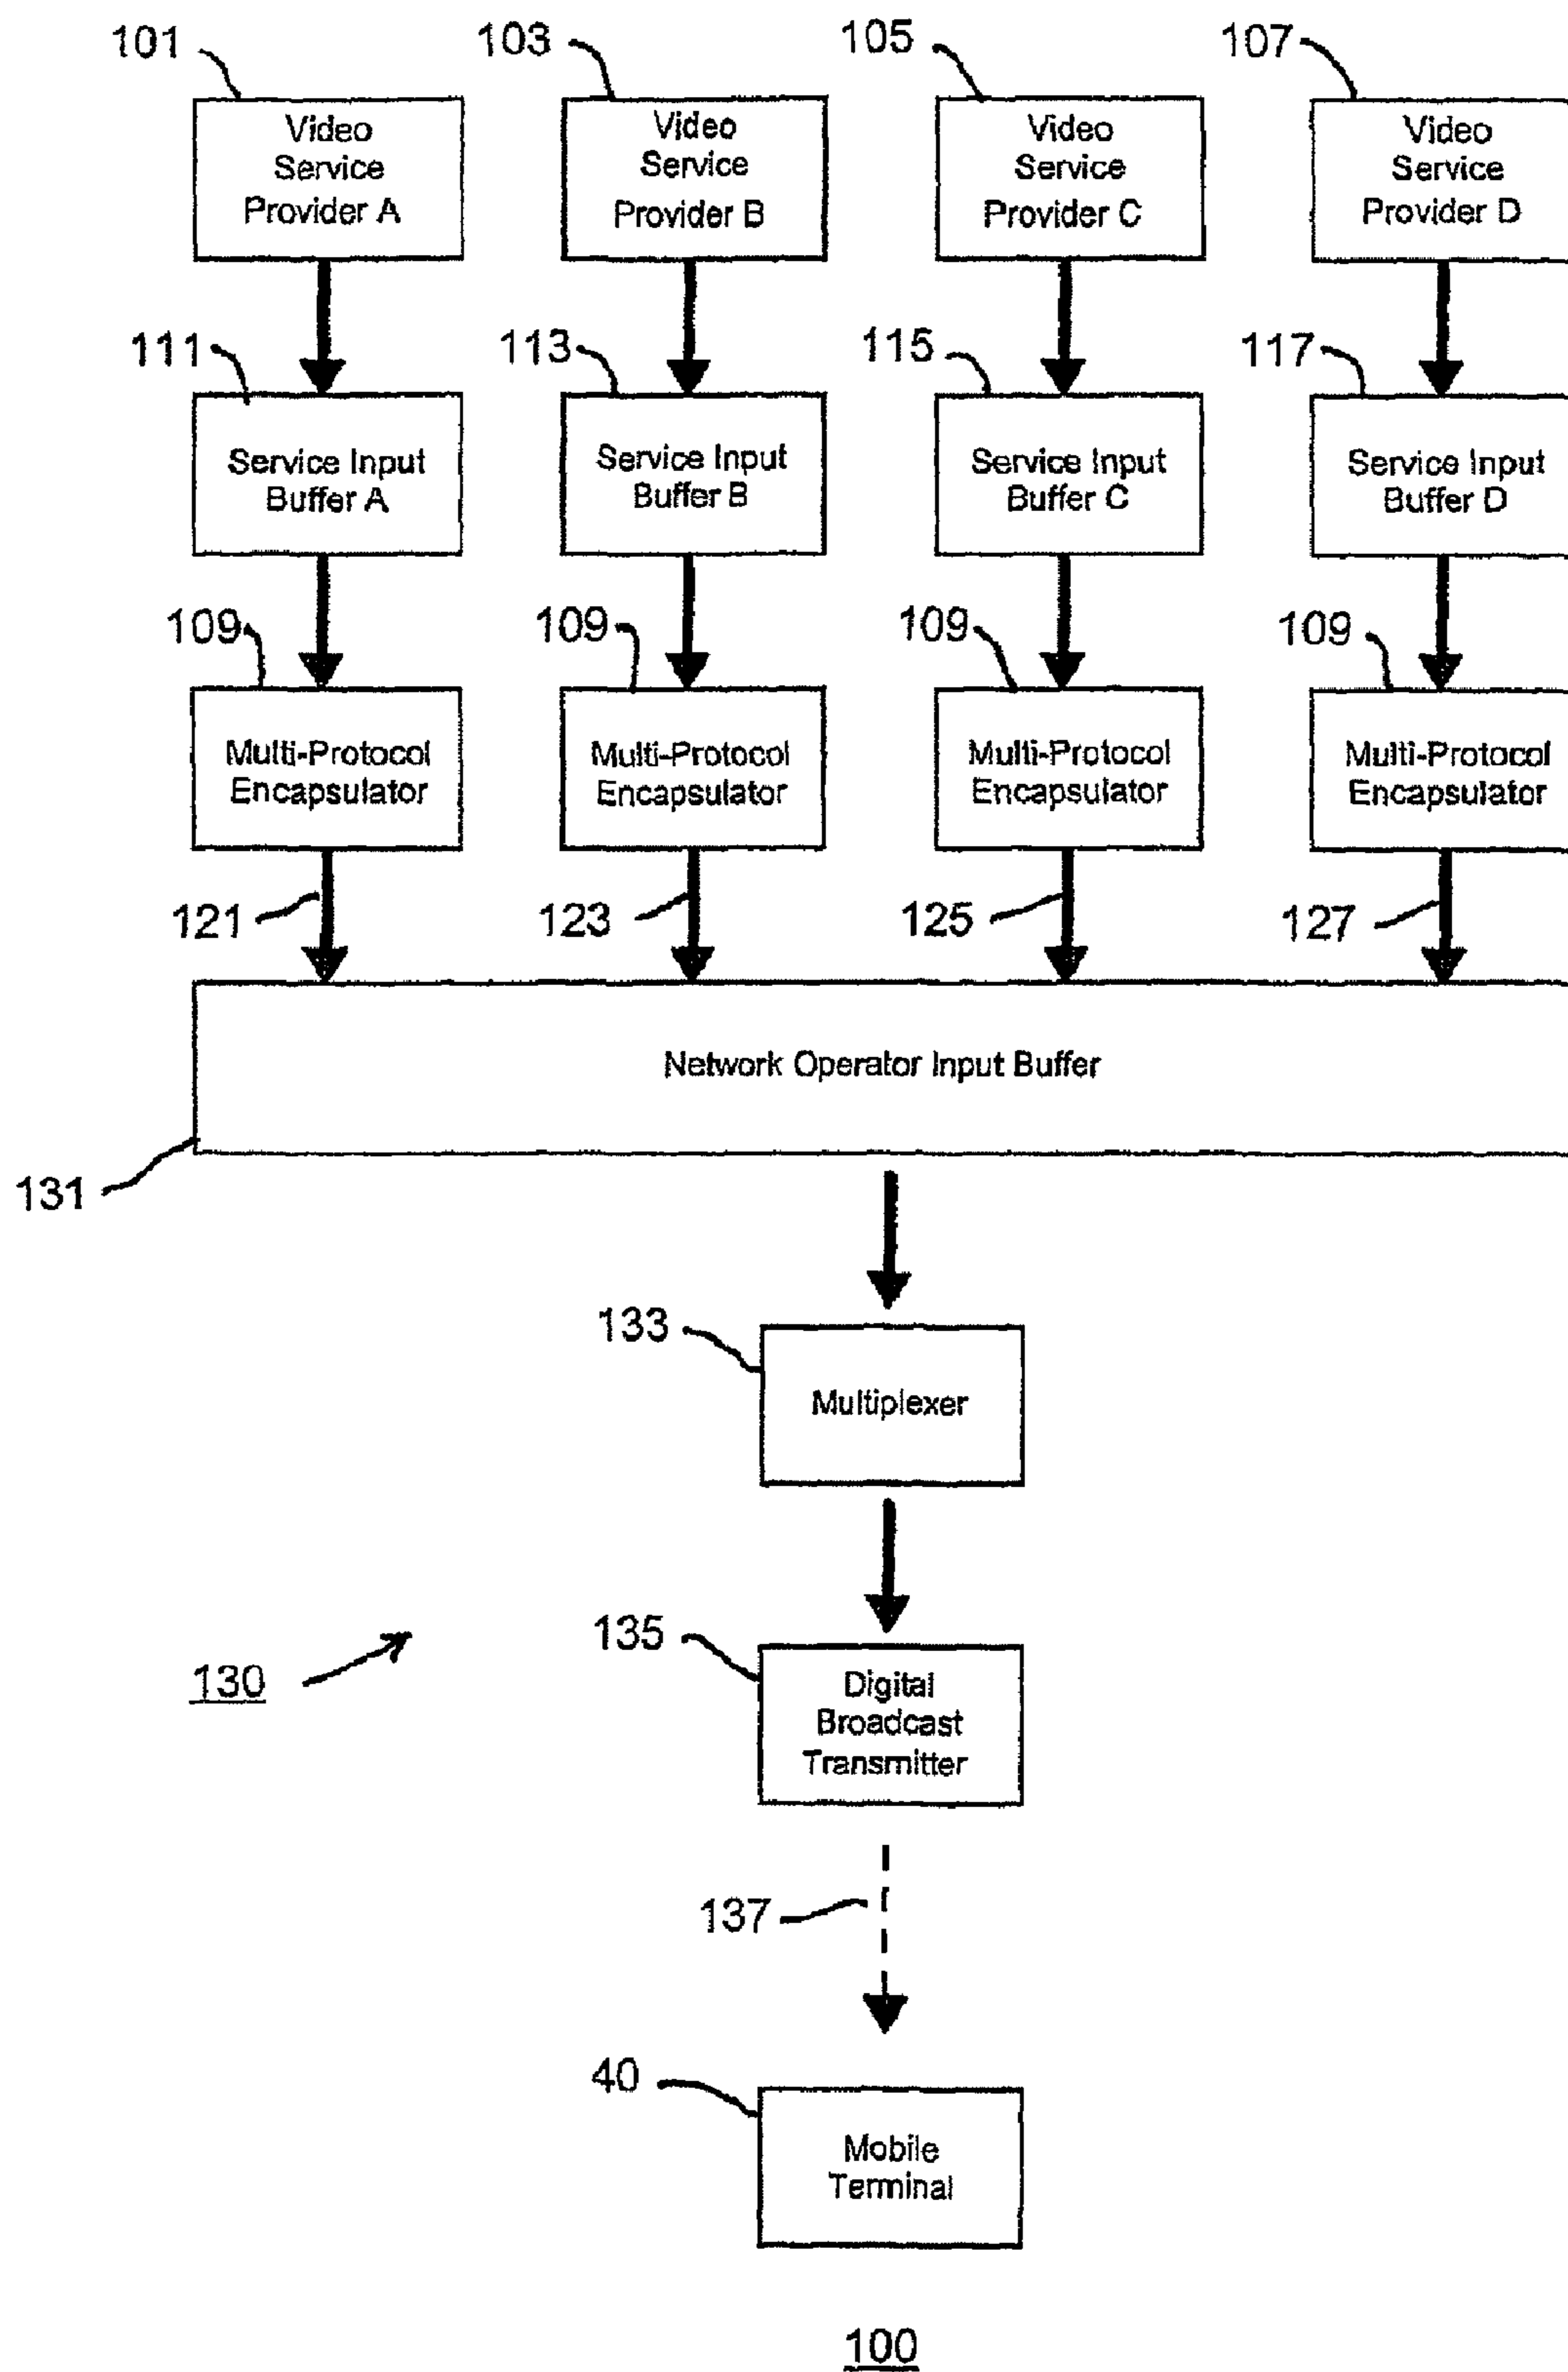 101
103
105
107
Video
Service
Provider A
Video
Service
Provider B
Video
Service
Provider C
Video
Service
Provider D
111
113
115
117
Service Input
Buffer A
Service Input
Buffer B
Service Input
Buffer C
Service Input
Buffer D
109
109
109
109
Multi-Protocol
Encapsulator
Multi-Protocol
Encapsulator
Multi-Protocol
Encapsulator
Multi-Protocol
Encapsulator
121
123
125
127
Network Operator Input Buffer
131
133
Multiplexer
135
130
Digital
Broadcast
Transmitter
137
40
Mobile
Terminal
100